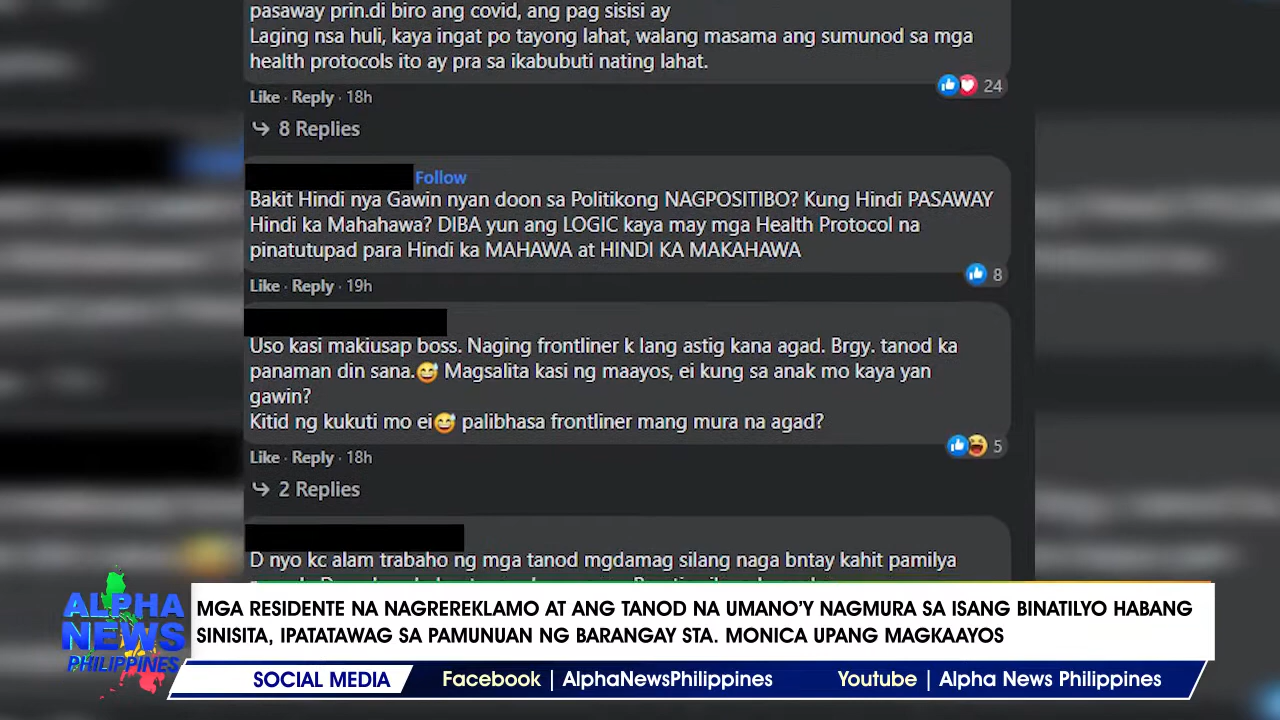 pasaway prin.di biro ang covid, ang pag sisisi ay
Laging nsa huli, kaya ingat po tayong lahat, walang masama ang sumunod sa mga
health protocols ito ay pra sa ikabubuti nating lahat.
24
Like · Reply · 18h
8 Replies
Follow
Bakit Hindi nya Gawin nyan doon sa Politikong NAGPOSITIBO? Kung Hindi PASAWAY
Hindi ka Mahahawa? DIBA yun ang LOGIC kaya may mga Health Protocol na
pinatutupad para Hindi ka MAHAWA at HINDI KA MAKAHAWA
8
Like · Reply · 19h
Uso kasi makiusap boss. Naging frontliner k lang astig kana agad. Brgy. tanod ka
panaman din sana.😅 Magsalita kasi ng maayos, ei kung sa anak mo kaya yan
gawin?
Kitid ng kukuti mo ei😅 palibhasa frontliner mang mura na agad?
5
Like · Reply · 18h
2 Replies
D nyo kc alam trabaho ng mga tanod mgdamag silang naga bntay kahit pamilya
MGA RESIDENTE NA NAGREREKLAMO AT ANG TANOD NA UMANO'Y NAGMURA SA ISANG BINATILYO HABANG
SINISITA, IPATATAWAG SA PAMUNUAN NG BARANGAY STA. MONICA UPANG MAGKAAYOS
ALPHA
NEWS
PHILIPPINES
SOCIAL MEDIA
Facebook | AlphaNewsPhilippines
Youtube | Alpha News Philippines